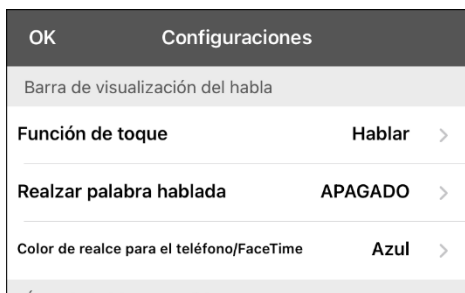 OK Configuraciones
Barra de visualización del habla
Función de toque Hablar
Realzar palabra hablada APAGADO
Color de realce para el teléfono/FaceTime Azul